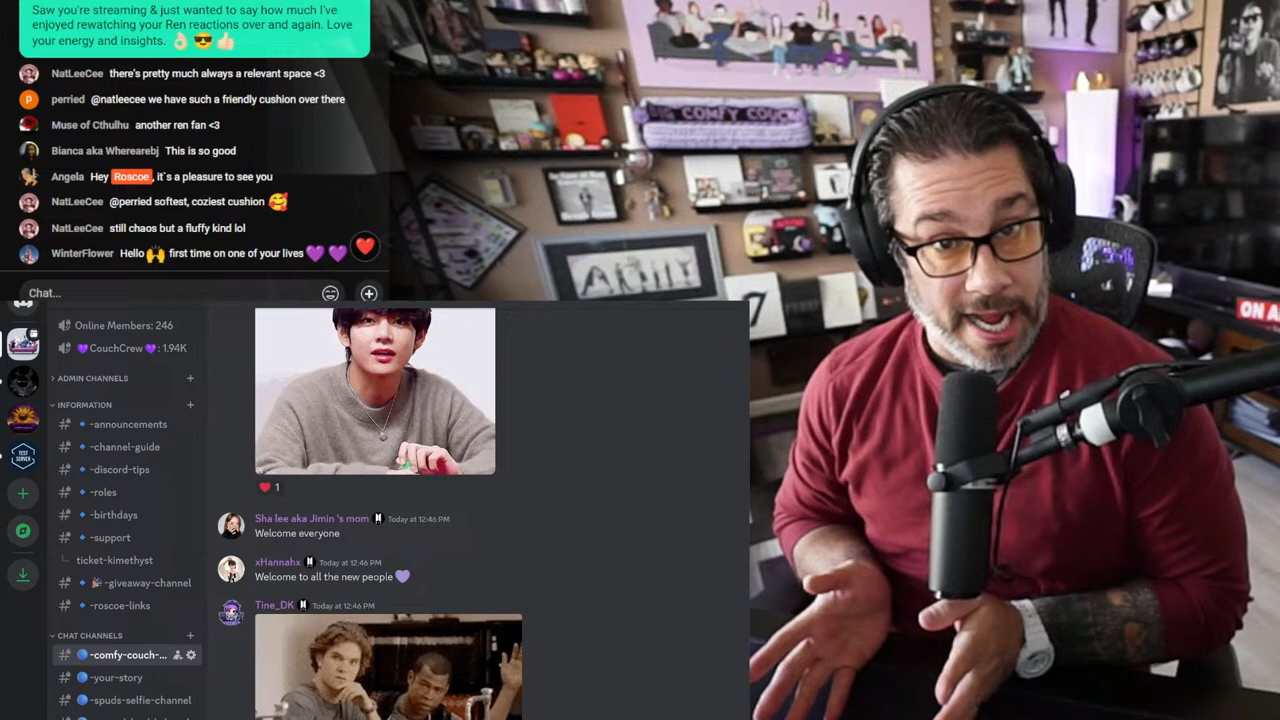 Saw you're streaming & just wanted to say how much I've
enjoyed rewatching your Ren reactions over and again. Love
your energy and insights. 👌🏻😎👍🏻
NatLeeCee there's pretty much always a relevant space <3
perried @natleecee we have such a friendly cushion over there
Muse of Cthulhu another ren fan <3
Bianca aka Wherearebj This is so good
Angela Hey Roscoe, it`s a pleasure to see you
NatLeeCee @perried softest, coziest cushion 🥰
NatLeeCee still chaos but a fluffy kind lol
WinterFlower Hello 🙌 first time on one of your lives 💜 💜
Chat...
Online Members: 246
💜CouchCrew💜: 1.94K
ADMIN CHANNELS
INFORMATION
-announcements
-channel-guide
-discord-tips
-roles
-birthdays
-support
ticket-kimethyst
-giveaway-channel
-roscoe-links
CHAT CHANNELS
-comfy-couch-...
-your-story
-spuds-selfie-channel
TEST
SERVER
❤️ 1
Sha lee aka Jimin 's mom Today at 12:46 PM
Welcome everyone
xHannahx Today at 12:46 PM
Welcome to all the new people 💜
Tine_DK Today at 12:46 PM
COMFY COUCH
ARMY
ON A